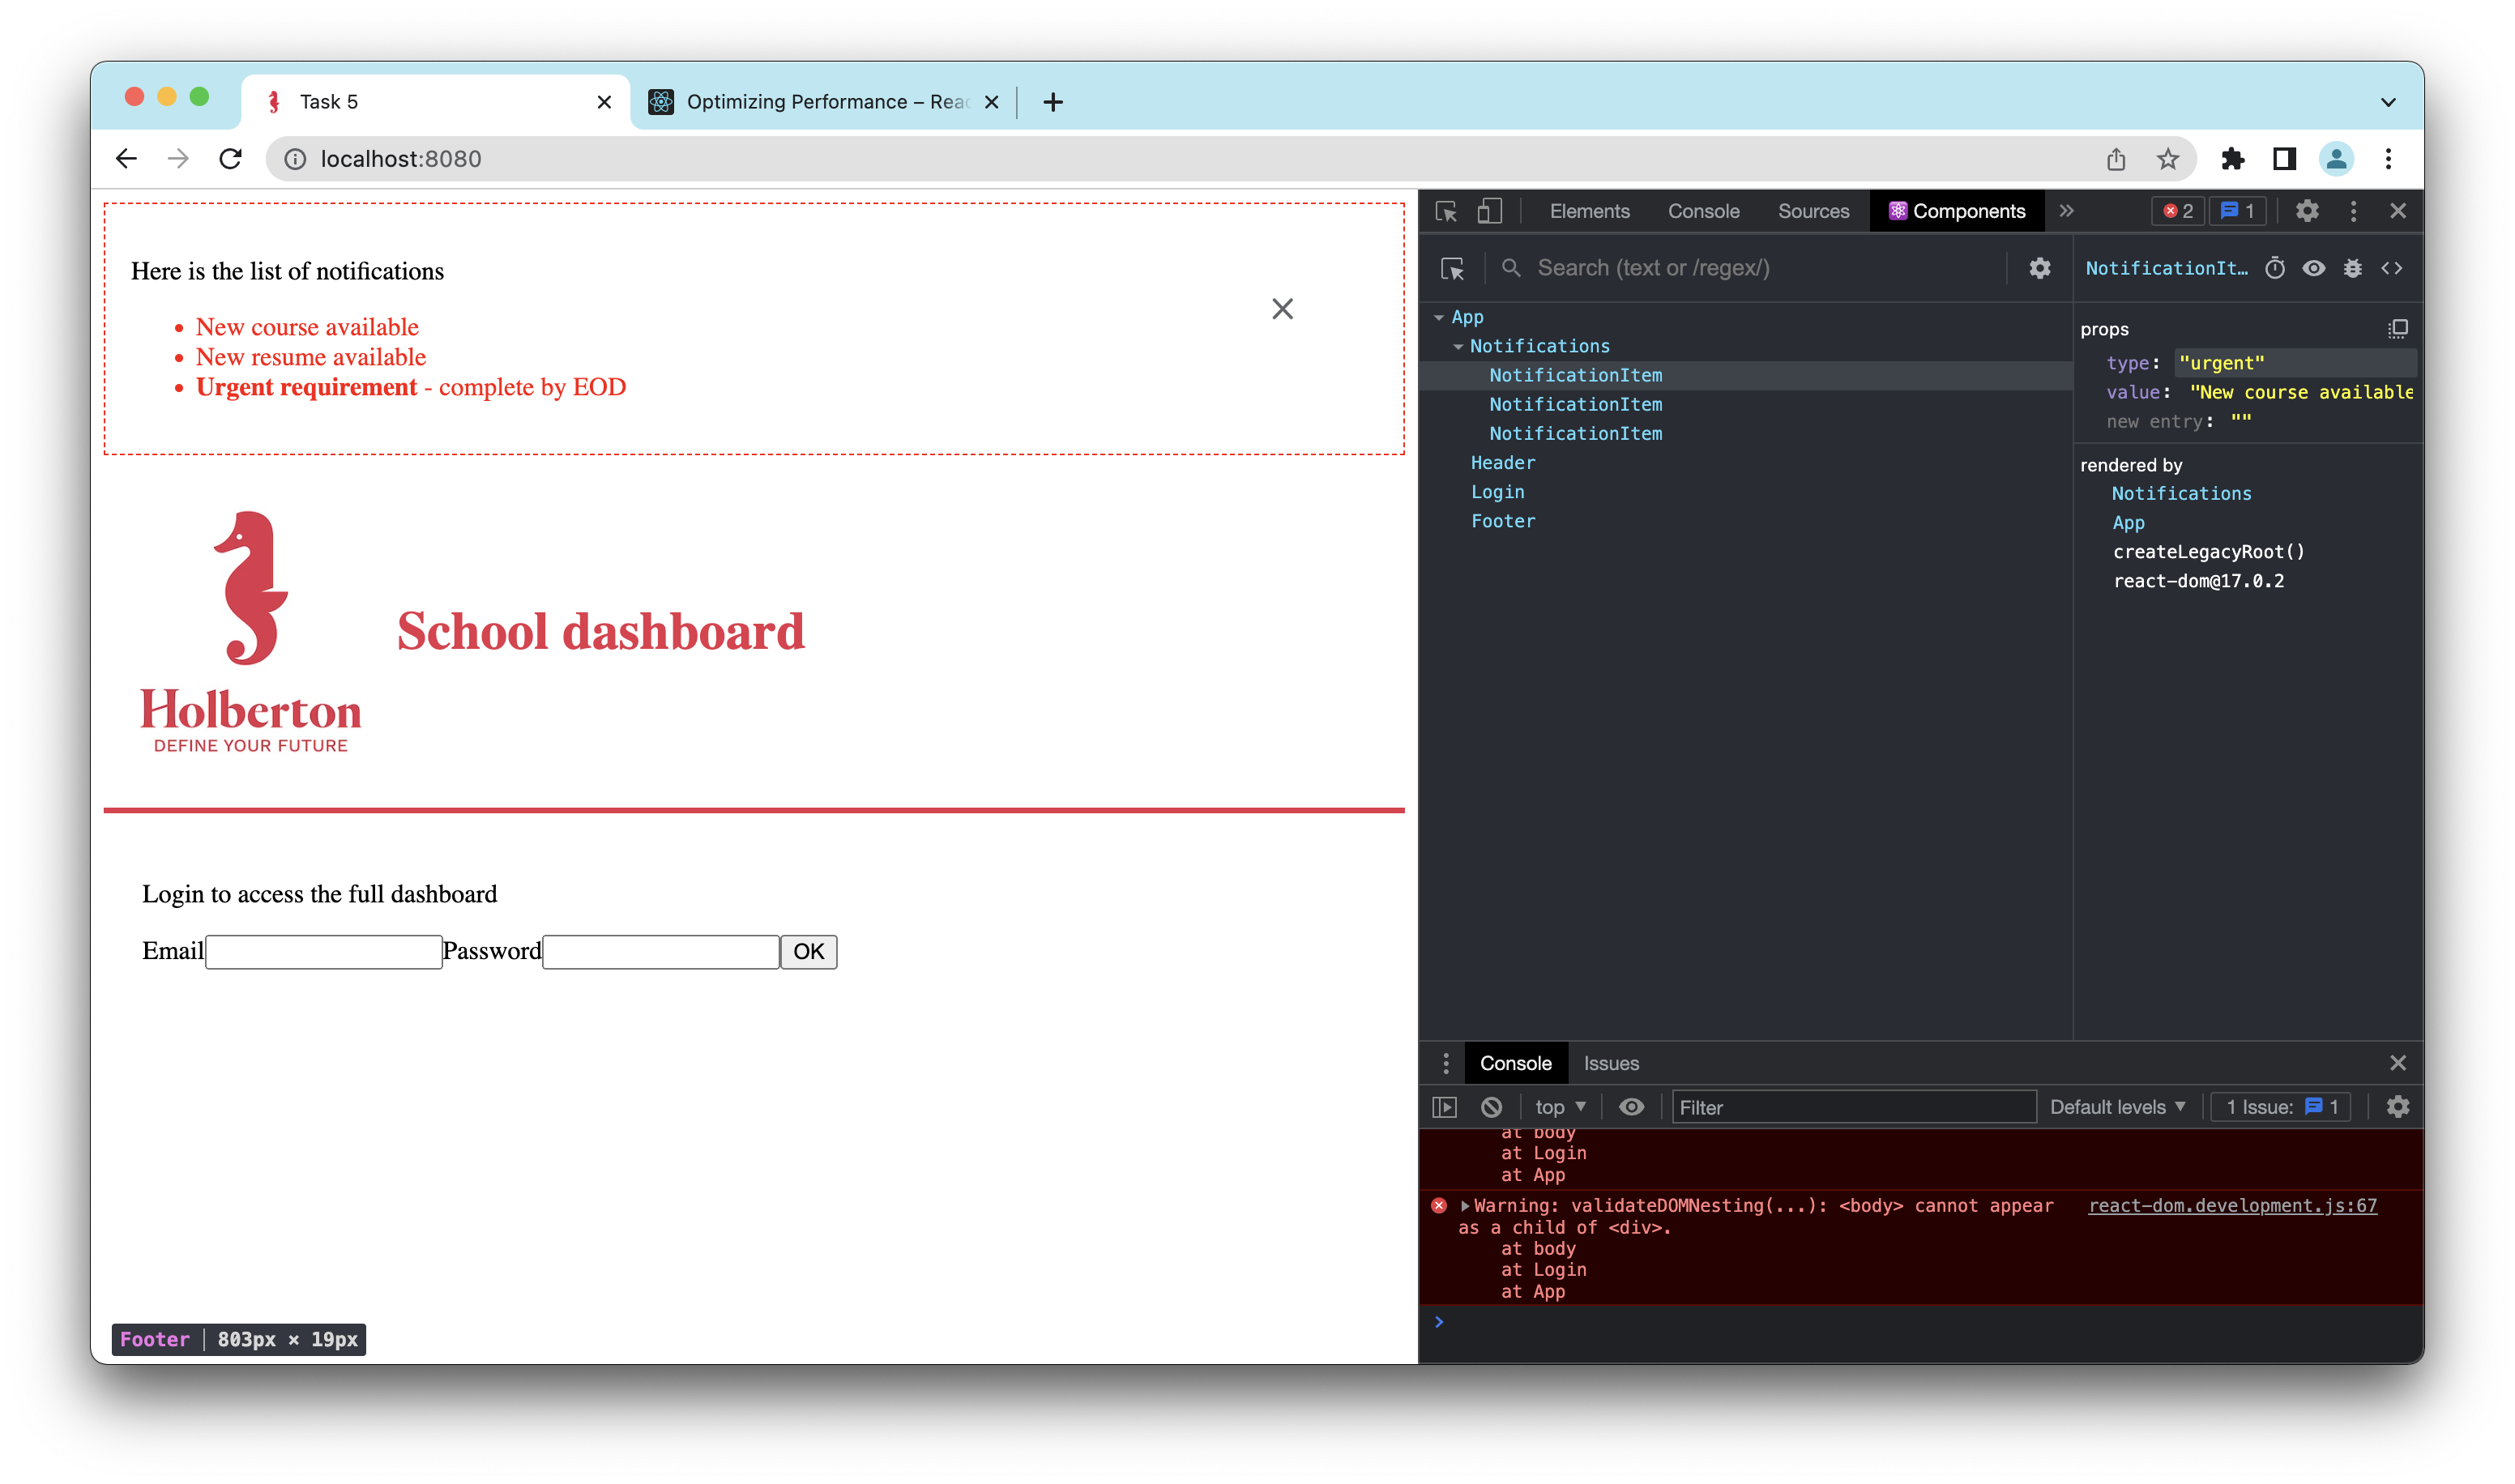 Task 5
Optimizing Performance – Reac
localhost:8080
Here is the list of notifications
New course available
New resume available
Urgent requirement - complete by EOD
School dashboard
Holberton
DEFINE YOUR FUTURE
Login to access the full dashboard
Email Password OK
Footer | 803px × 19px
Elements Console Sources Components 2 1
Search (text or /regex/)
App
Notifications
NotificationItem
NotificationItem
NotificationItem
Header
Login
Footer
NotificationIt…
props
type: "urgent"
value: "New course available
new entry: ""
rendered by
Notifications
App
createLegacyRoot()
react-dom@17.0.2
Console Issues
top Filter Default levels 1 Issue: 1
at body
at Login
at App
Warning: validateDOMNesting(...): <body> cannot appear react-dom.development.js:67
as a child of <div>.
at body
at Login
at App